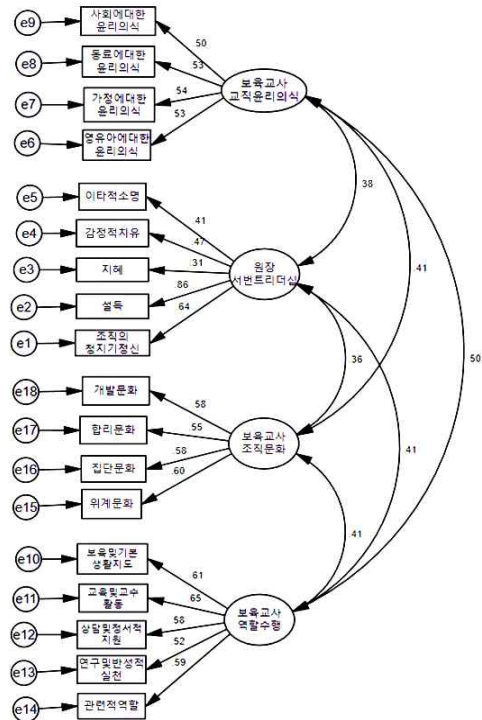 e9
사회에대한
윤리의식
50
e8
동료에대한
윤리의식
53
e7
가정에대한
윤리의식
54
e6
영유아에대한
윤리의식
53
보육교사
교직윤리의식
e5
이타적소명
.41
e4
감정적치유
.47
e3
지혜
.31
e2
설득
.86
e1
조직의
청지기정신
64
원장
서번트리더십
38
.41
36
50
e18
개발문화
58
e17
합리문화
55
e16
집단문화
.58
e15
위계문화
.60
보육교사
조직문화
41
41
e10
보육및기본
생활지도
61
e11
교육및교수
활동
65
e12
상담및정서적
지원
58
e13
연구및반성적
실천
52
e14
관련적역할
.59
보육교사
역할수행